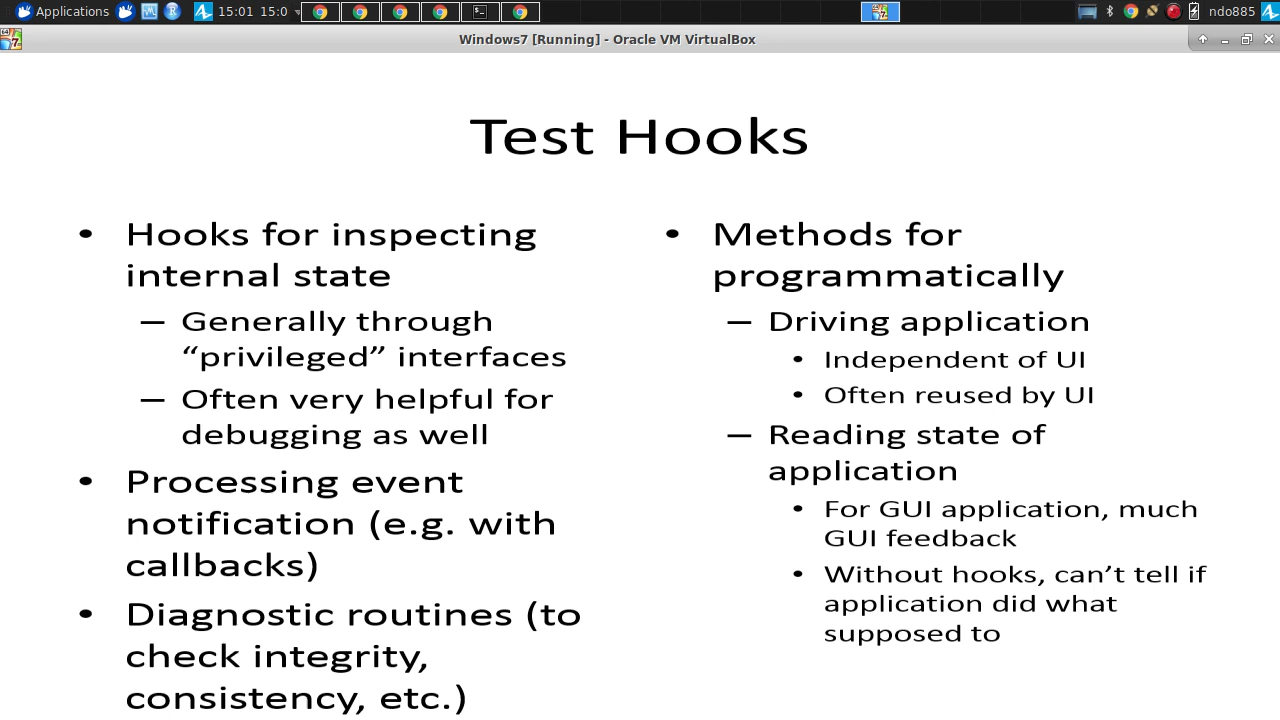 Applications 15:01 15:0 ndo885
Windows7 [Running] - Oracle VM VirtualBox
Test Hooks
• Hooks for inspecting
internal state
– Generally through
“privileged” interfaces
– Often very helpful for
debugging as well
• Processing event
notification (e.g. with
callbacks)
• Diagnostic routines (to
check integrity,
consistency, etc.)
• Methods for
programmatically
– Driving application
• Independent of UI
• Often reused by UI
– Reading state of
application
• For GUI application, much
GUI feedback
• Without hooks, can’t tell if
application did what
supposed to